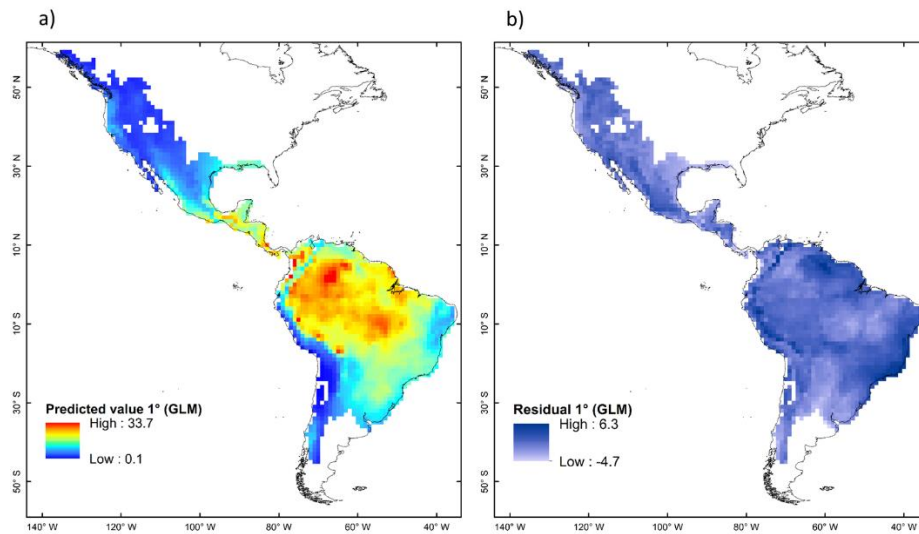 a)
b)
50° N
30° N
10° N
10° S
30° S
50° S
Predicted value 1° (GLM)
High : 33.7
Low : 0.1
140° W 120° W 100° W 80° W 60° W 40° W
50° N
30° N
10° N
10° S
30° S
50° S
Residual 1° (GLM)
High : 6.3
Low : -4.7
140° W 120° W 100° W 80° W 60° W 40° W